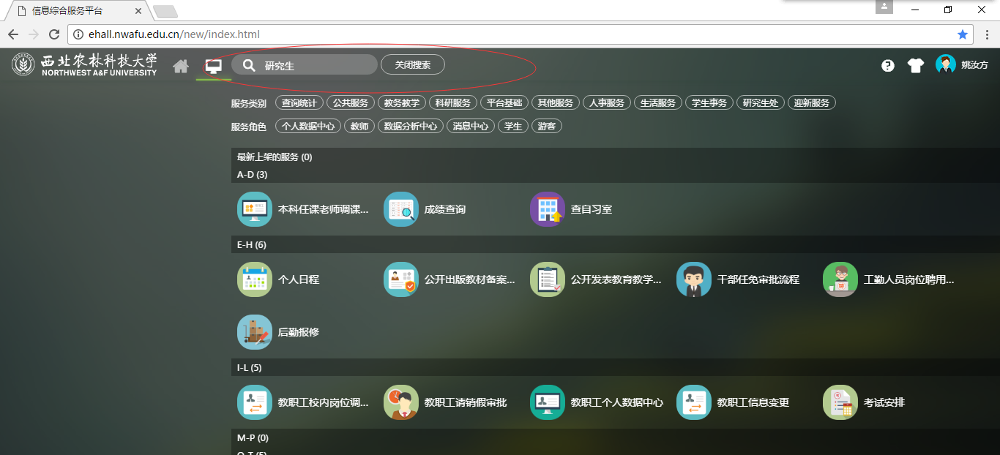 信息综合服务平台
ehall.nwafu.edu.cn/new/index.html
西北农林科技大学
NORTHWEST A&F UNIVERSITY
研究生
关闭搜索
姚汝方
服务类别 查询统计 公共服务 教务教学 科研服务 平台基础 其他服务 人事服务 生活服务 学生事务 研究生处 迎新服务
服务角色 个人数据中心 教师 数据分析中心 消息中心 学生 游客
最新上架的服务 (0)
A-D (3)
本科任课老师调课... 成绩查询 查自习室
E-H (6)
个人日程 公开出版教材备案... 公开发表教育教学... 干部任免审批流程 工勤人员岗位聘用...
后勤报修
I-L (5)
教职工校内岗位调... 教职工请销假审批 教职工个人数据中心 教职工信息变更 考试安排
M-P (0)
Q-T (5)